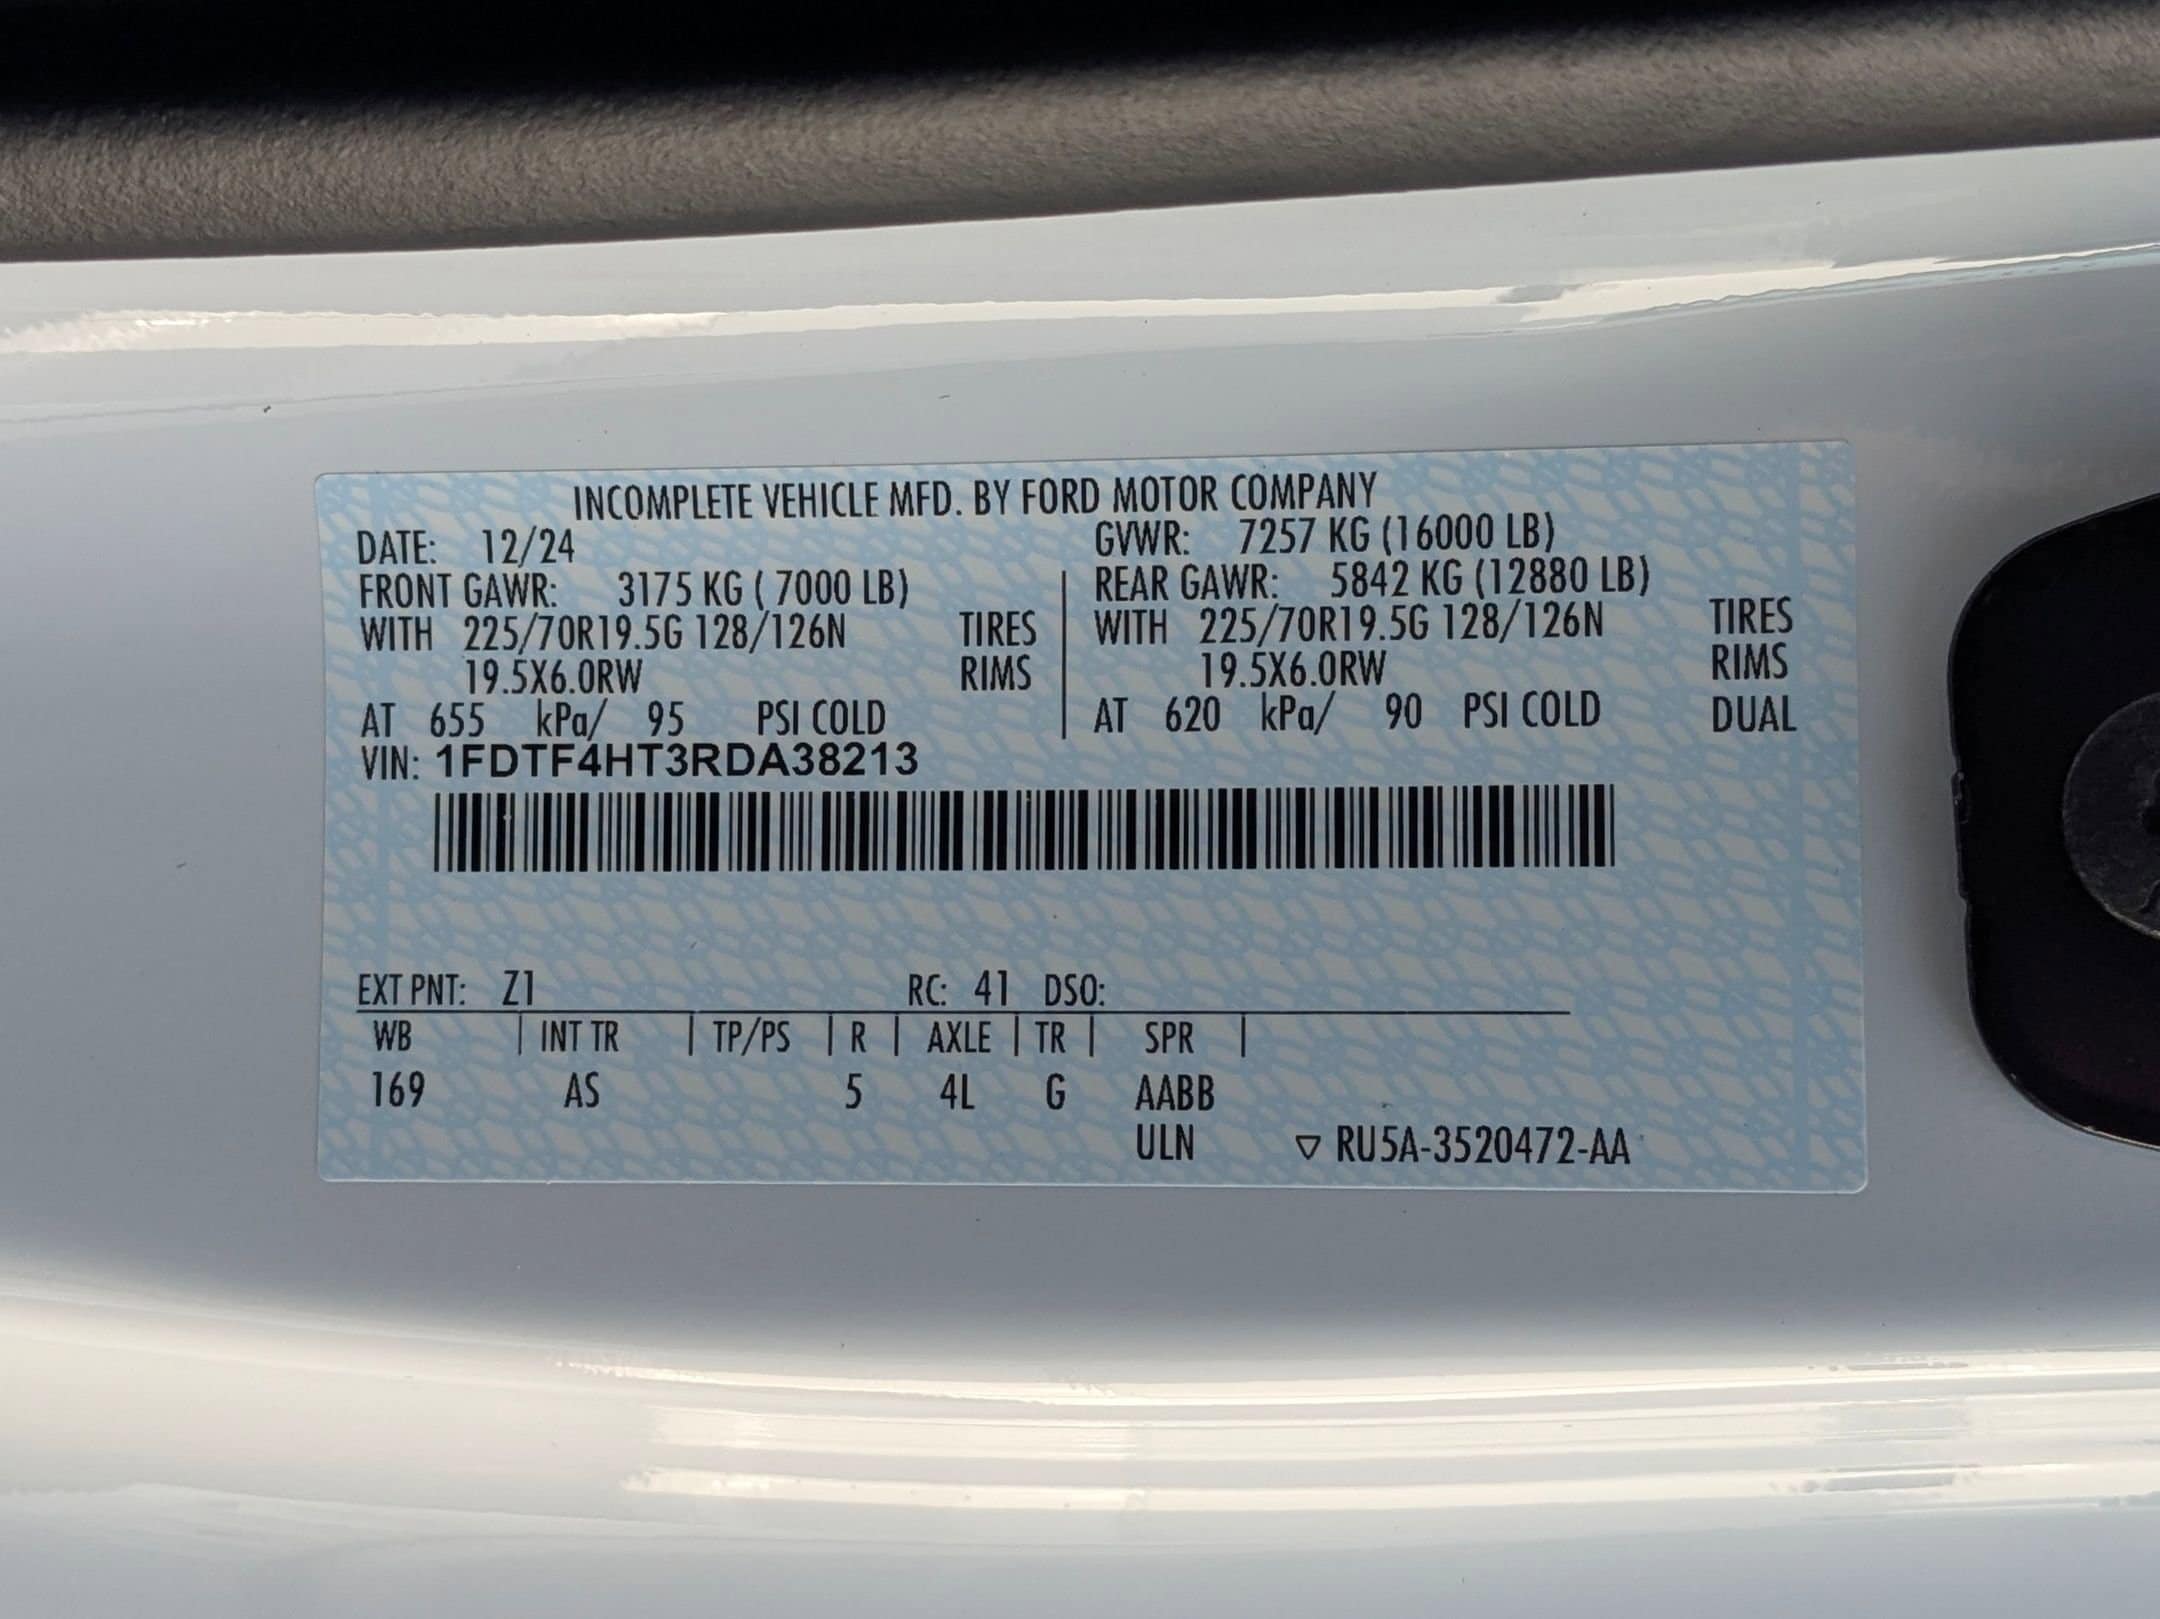 INCOMPLETE VEHICLE MFD. BY FORD MOTOR COMPANY
DATE: 12/24 GVWR: 7257 KG (16000 LB)
FRONT GAWR: 3175 KG ( 7000 LB) REAR GAWR: 5842 KG (12880 LB)
WITH 225/70R19.5G 128/126N TIRES WITH 225/70R19.5G 128/126N TIRES
19.5X6.0RW RIMS 19.5X6.0RW RIMS
AT 655 kPa/ 95 PSI COLD AT 620 kPa/ 90 PSI COLD DUAL
VIN: 1FDTF4HT3RDA38213
EXT PNT: Z1 RC: 41 DSO:
WB | INT TR | TP/PS | R | AXLE | TR | SPR |
169 AS 5 4L G AABB
ULN ▽ RU5A-3520472-AA